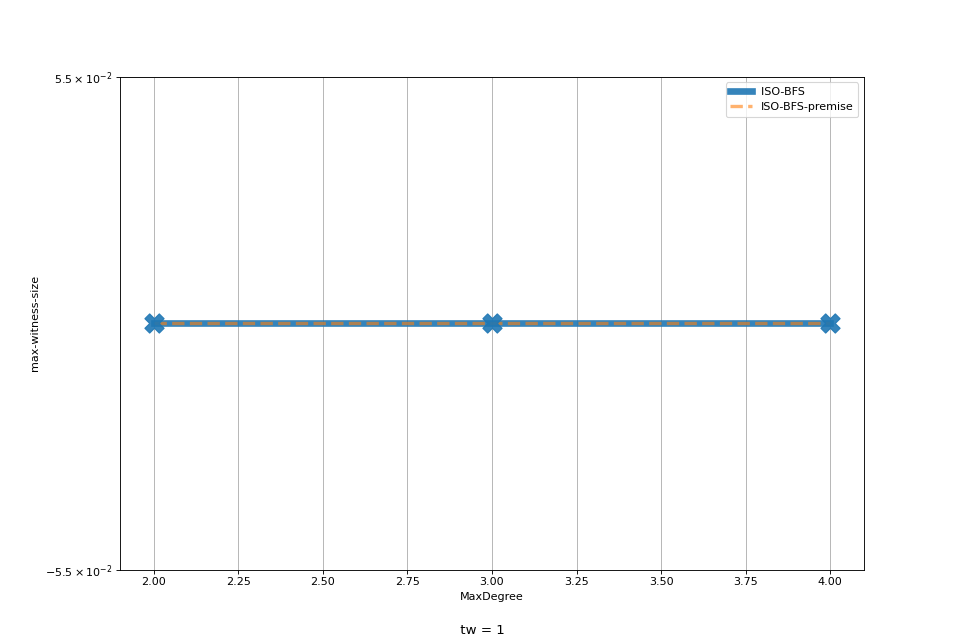 5.5 × 10⁻²
ISO-BFS
ISO-BFS-premise
max-witness-size
−5.5 × 10⁻²
2.00 2.25 2.50 2.75 3.00 3.25 3.50 3.75 4.00
MaxDegree
tw = 1